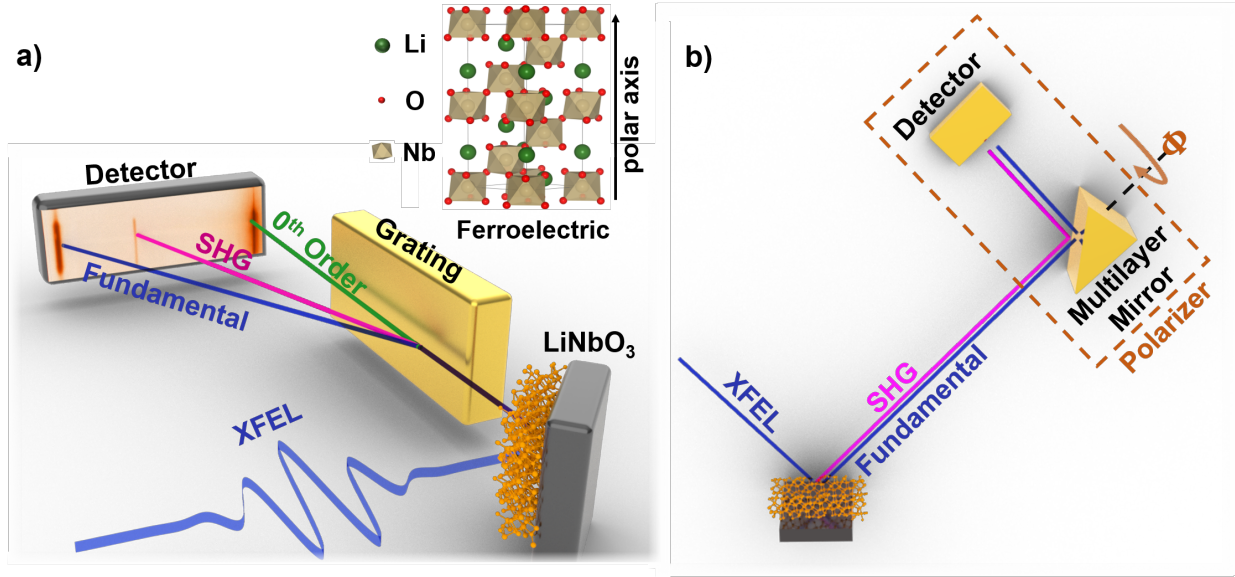 a)
Li
O
Nb
polar axis
Ferroelectric
Detector
Grating
0th Order
SHG
Fundamental
LiNbO3
XFEL
b)
Detector
Φ
Multilayer
Mirror
Polarizer
SHG
Fundamental
XFEL